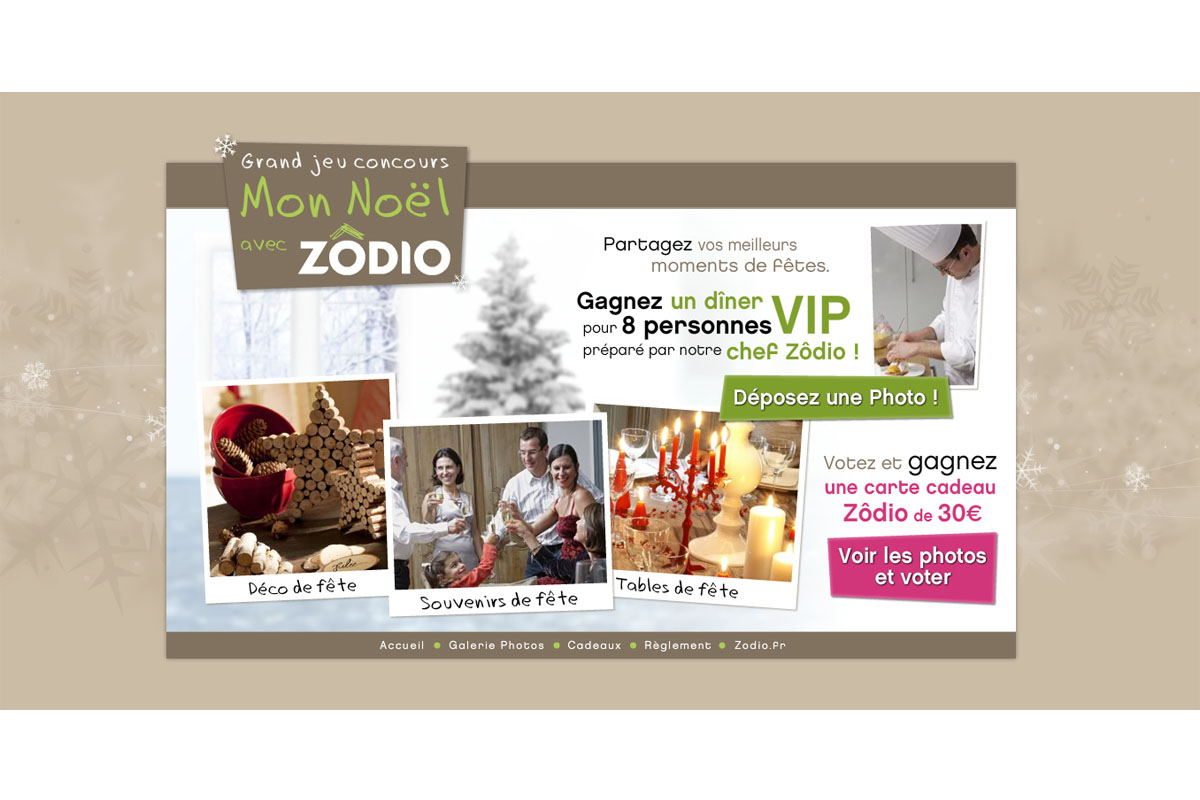 Grand jeu concours
Mon Noël
avec ZÔDIO
Partagez vos meilleurs
moments de fêtes.
Gagnez un dîner VIP
pour 8 personnes
préparé par notre chef Zôdio !
Déposez une Photo !
Votez et gagnez
une carte cadeau
Zôdio de 30€
Voir les photos
et voter
Déco de fête
Souvenirs de fête
Tables de fête
Accueil • Galerie Photos • Cadeaux • Règlement • Zodio.fr